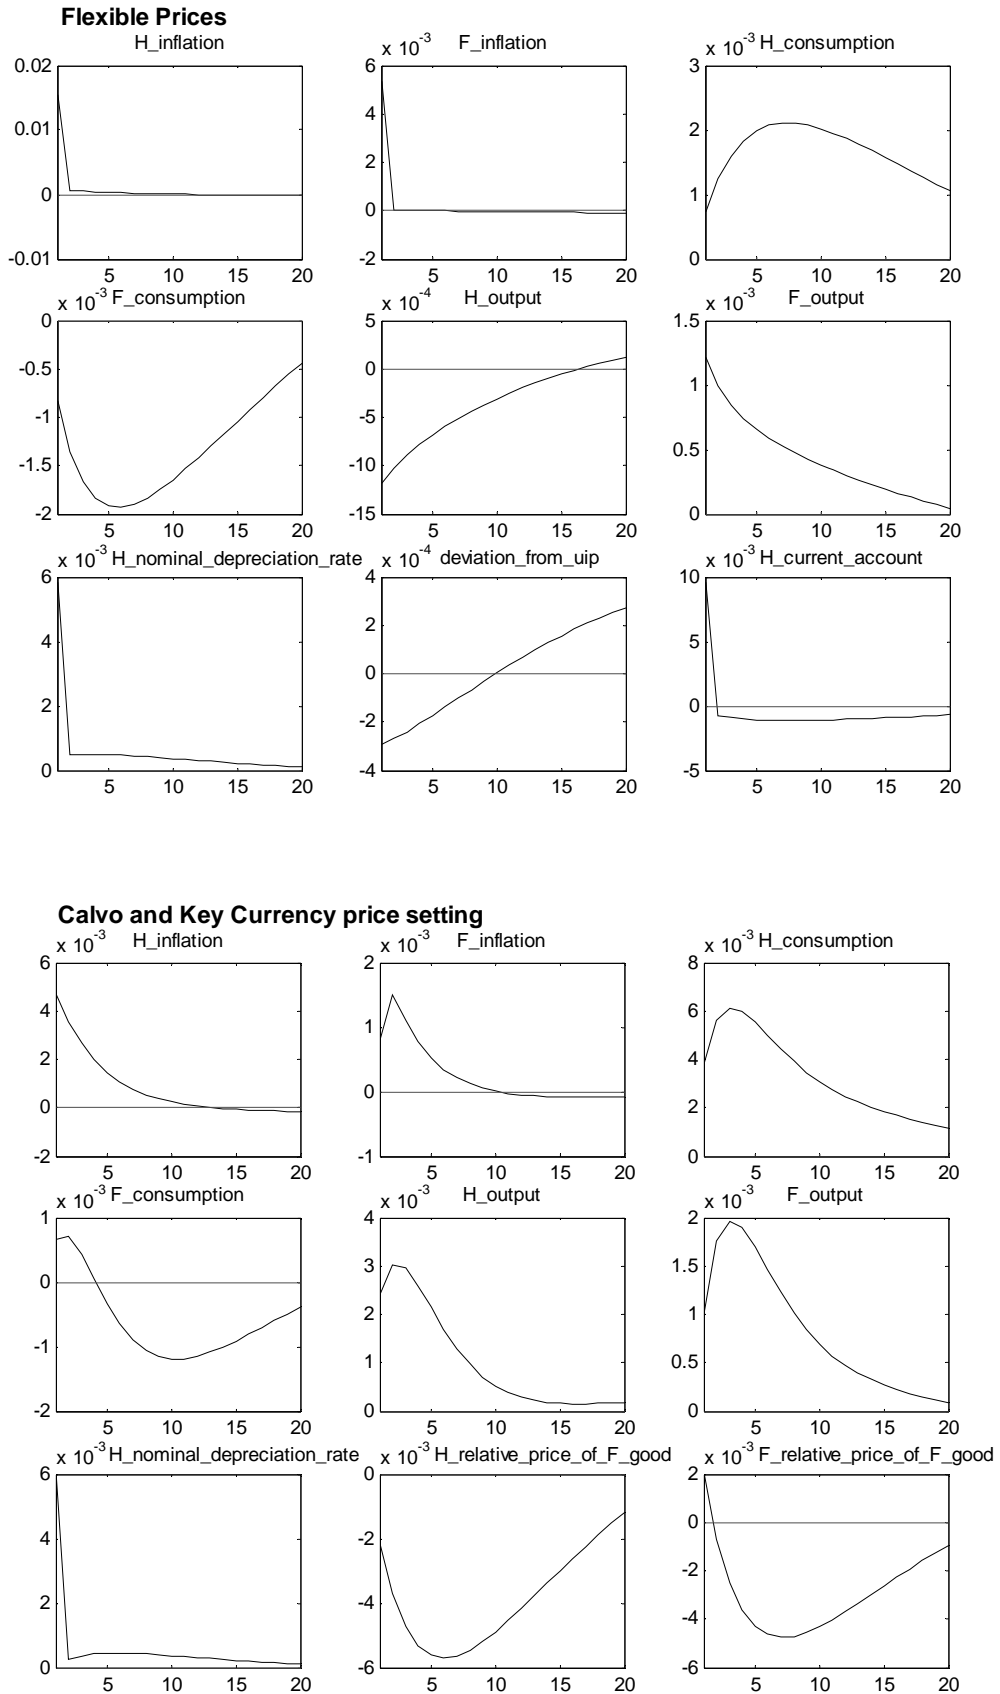 Flexible Prices
H_inflation
x 10^-3 F_inflation
x 10^-3 H_consumption
0.02
0.01
0
-0.01
5 10 15 20
6
4
2
0
-2
5 10 15 20
3
2
1
0
5 10 15 20
x 10^-3 F_consumption
x 10^-4 H_output
x 10^-3 F_output
0
-0.5
-1
-1.5
-2
5 10 15 20
5
0
-5
-10
-15
5 10 15 20
1.5
1
0.5
0
5 10 15 20
x 10^-3 H_nominal_depreciation_rate
x 10^-4 deviation_from_uip
x 10^-3 H_current_account
6
4
2
0
5 10 15 20
4
2
0
-2
-4
5 10 15 20
10
5
0
-5
5 10 15 20
Calvo and Key Currency price setting
x 10^-3 H_inflation
x 10^-3 F_inflation
x 10^-3 H_consumption
6
4
2
0
-2
5 10 15 20
2
1
0
-1
5 10 15 20
8
6
4
2
0
5 10 15 20
x 10^-3 F_consumption
x 10^-3 H_output
x 10^-3 F_output
1
0
-1
-2
5 10 15 20
4
3
2
1
0
5 10 15 20
2
1.5
1
0.5
0
5 10 15 20
x 10^-3 H_nominal_depreciation_rate
x 10^-3 H_relative_price_of_F_good
x 10^-3 F_relative_price_of_F_good
6
4
2
0
5 10 15 20
0
-2
-4
-6
5 10 15 20
2
0
-2
-4
-6
5 10 15 20